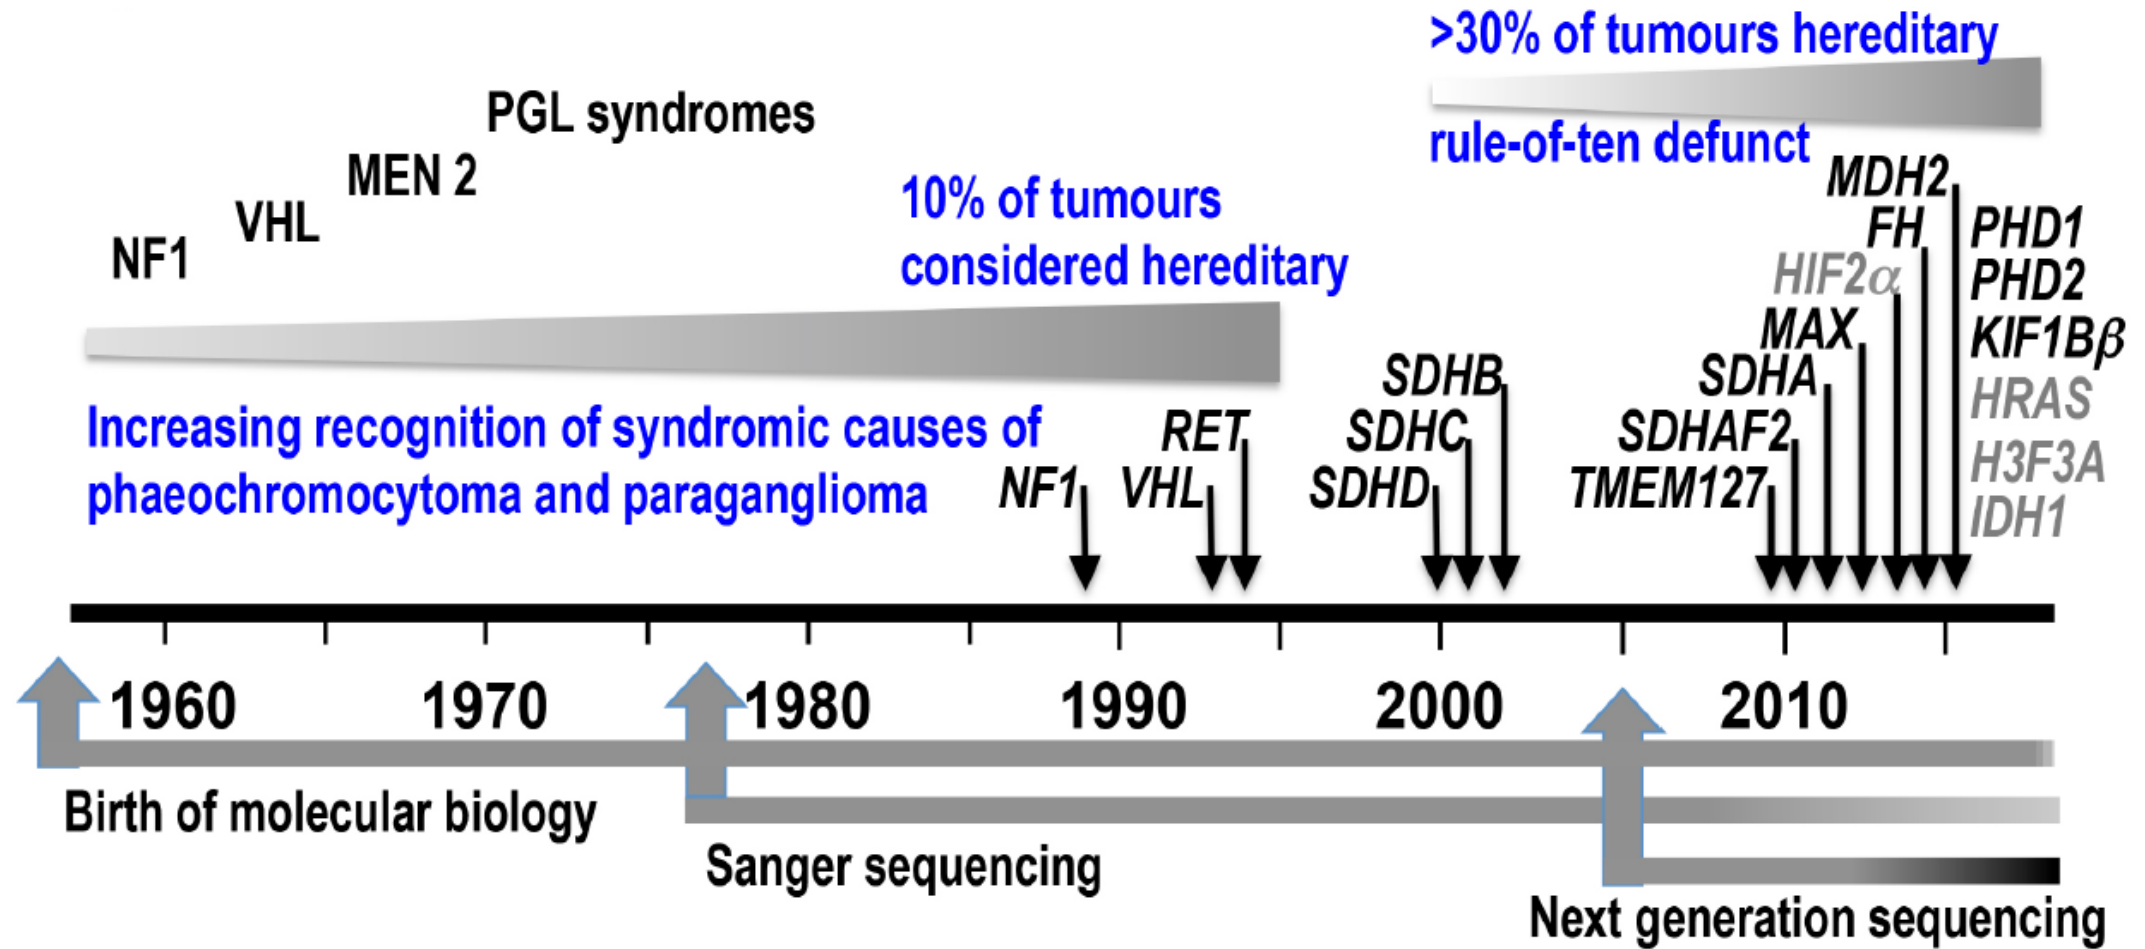 >30% of tumours hereditary
rule-of-ten defunct
PGL syndromes
MEN 2
VHL
NF1
10% of tumours
considered hereditary
Increasing recognition of syndromic causes of
phaeochromocytoma and paraganglioma
NF1
VHL
RET
SDHD
SDHC
SDHB
TMEM127
SDHAF2
SDHA
MAX
HIF2α
FH
MDH2
PHD1
PHD2
KIF1Bβ
HRAS
H3F3A
IDH1
1960 1970 1980 1990 2000 2010
Birth of molecular biology
Sanger sequencing
Next generation sequencing